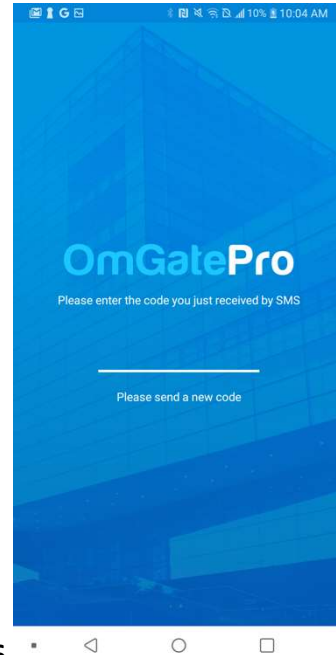 G 10% 10:04 AM
OmGatePro
Please enter the code you just received by SMS
Please send a new code
s